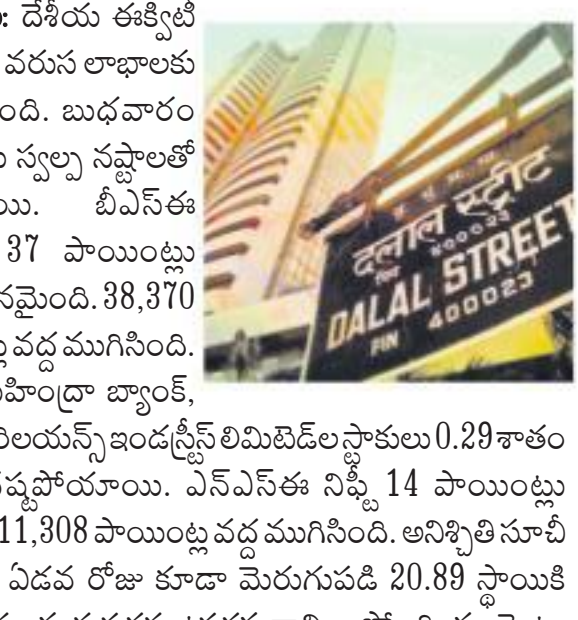 : దేశీయ ఈక్విటీ
వరుస లాభాలకు
ంది. బుధవారం
స్వల్ప నష్టాలతో
యి. బీఎస్ఈ
37 పాయింట్లు
నమైంది. 38,370
వద్ద ముగిసింది.
హింద్రా బ్యాంక్,
రిలయన్స్ ఇండస్ట్రీస్ లిమిటెడ్‌ల స్టాకులు 0.29 శాతం
నష్టపోయాయి. ఎన్ఎస్ఈ నిఫ్టీ 14 పాయింట్లు
11,308 పాయింట్ల వద్ద ముగిసింది. అనిశ్చితి సూచీ
ఏడవ రోజు కూడా మెరుగుపడి 20.89 స్థాయికి
दलाल स्ट्रीट
४०००२३
DALAL STREET
PIN 400023